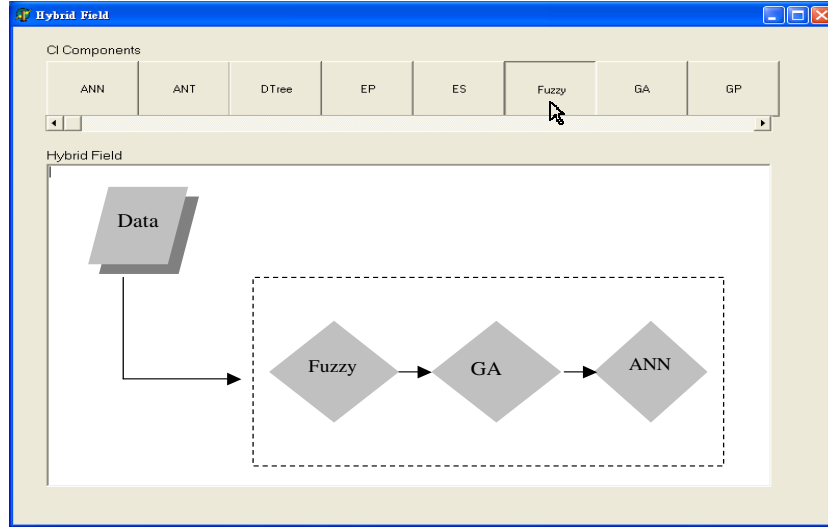 Hybrid Field
CI Components
ANN ANT DTree EP ES Fuzzy GA GP
Hybrid Field
Data
Fuzzy GA ANN